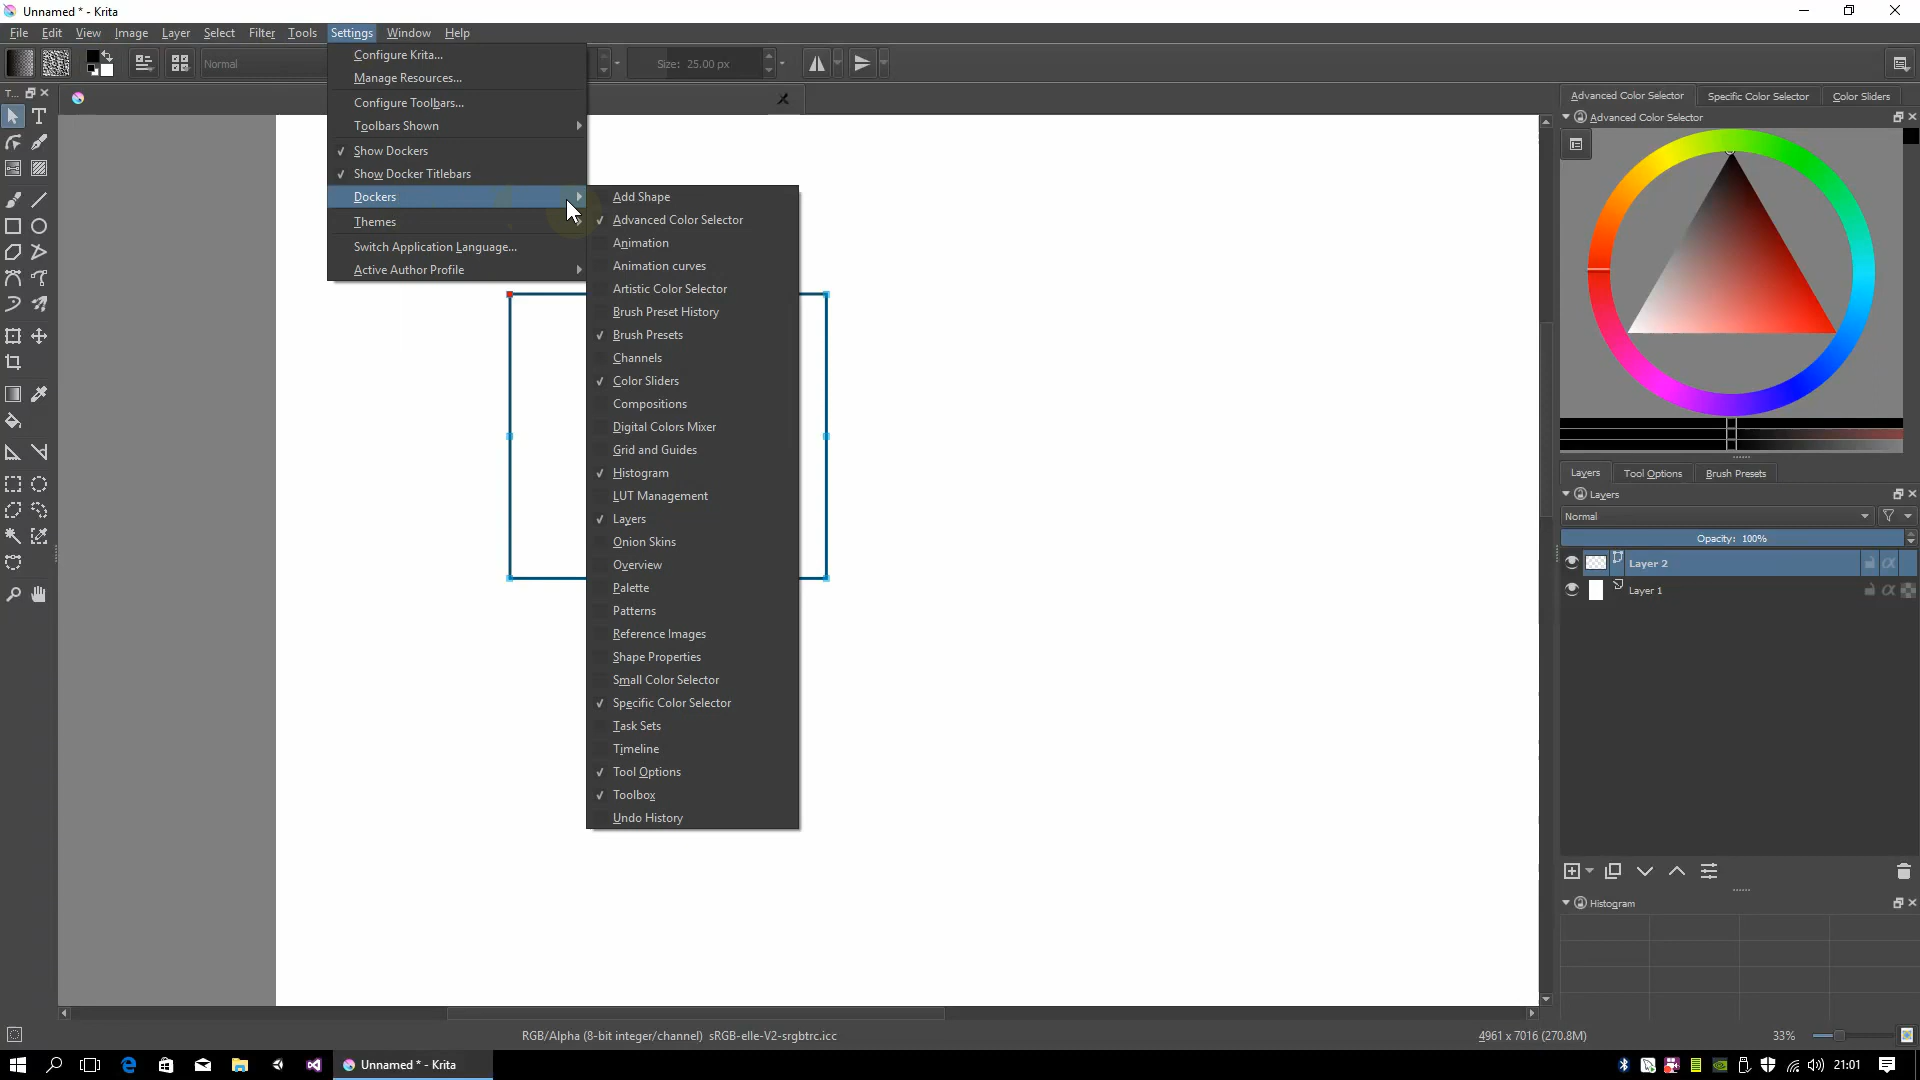 Unnamed * - Krita
File Edit View Image Layer Select Filter Tools Settings Window Help
Normal
Size: 25.00 px
T...
Configure Krita...
Manage Resources...
Configure Toolbars...
Toolbars Shown
Show Dockers
Show Docker Titlebars
Dockers
Themes
Switch Application Language...
Active Author Profile
Add Shape
Advanced Color Selector
Animation
Animation curves
Artistic Color Selector
Brush Preset History
Brush Presets
Channels
Color Sliders
Compositions
Digital Colors Mixer
Grid and Guides
Histogram
LUT Management
Layers
Onion Skins
Overview
Palette
Patterns
Reference Images
Shape Properties
Small Color Selector
Specific Color Selector
Task Sets
Timeline
Tool Options
Toolbox
Undo History
Advanced Color Selector Specific Color Selector Color Sliders
Advanced Color Selector
Layers Tool Options Brush Presets
Layers
Normal
Opacity: 100%
Layer 2
Layer 1
Histogram
RGB/Alpha (8-bit integer/channel) sRGB-elle-V2-srgbtrc.icc
4961 x 7016 (270.8M)
33%
Unnamed * - Krita
21:01